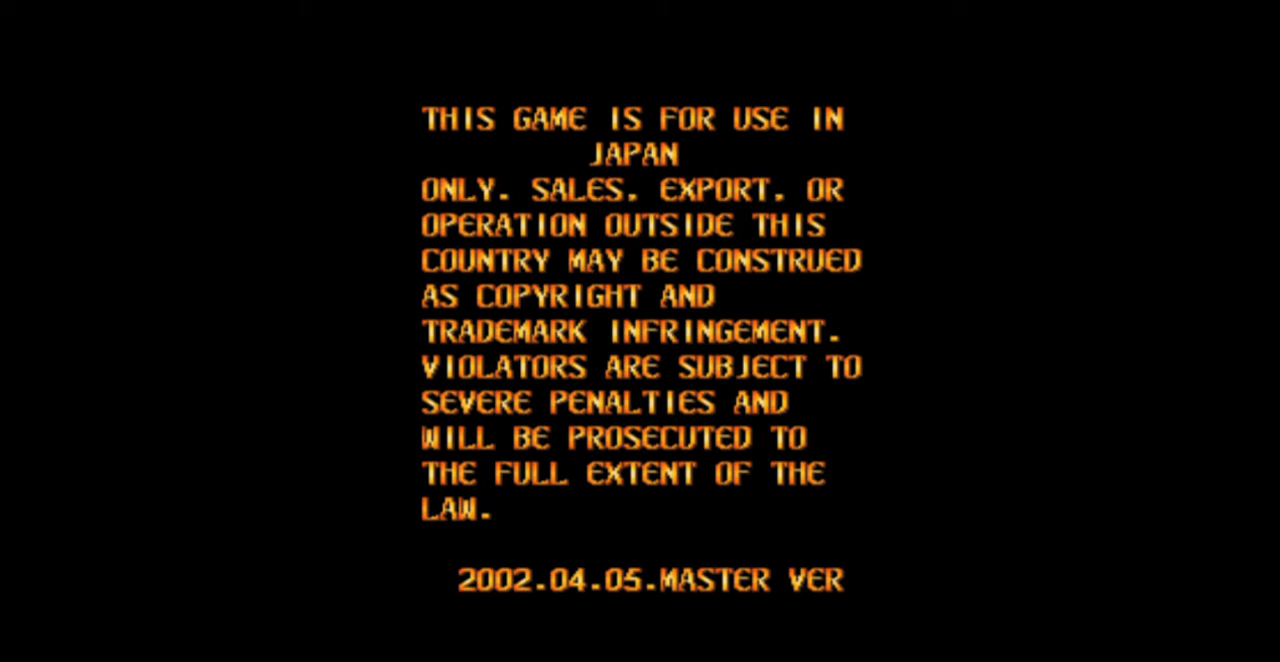 THIS GAME IS FOR USE IN
JAPAN
ONLY. SALES. EXPORT. OR
OPERATION OUTSIDE THIS
COUNTRY MAY BE CONSTRUED
AS COPYRIGHT AND
TRADEMARK INFRINGEMENT.
VIOLATORS ARE SUBJECT TO
SEVERE PENALTIES AND
WILL BE PROSECUTED TO
THE FULL EXTENT OF THE
LAW.
2002.04.05.MASTER VER